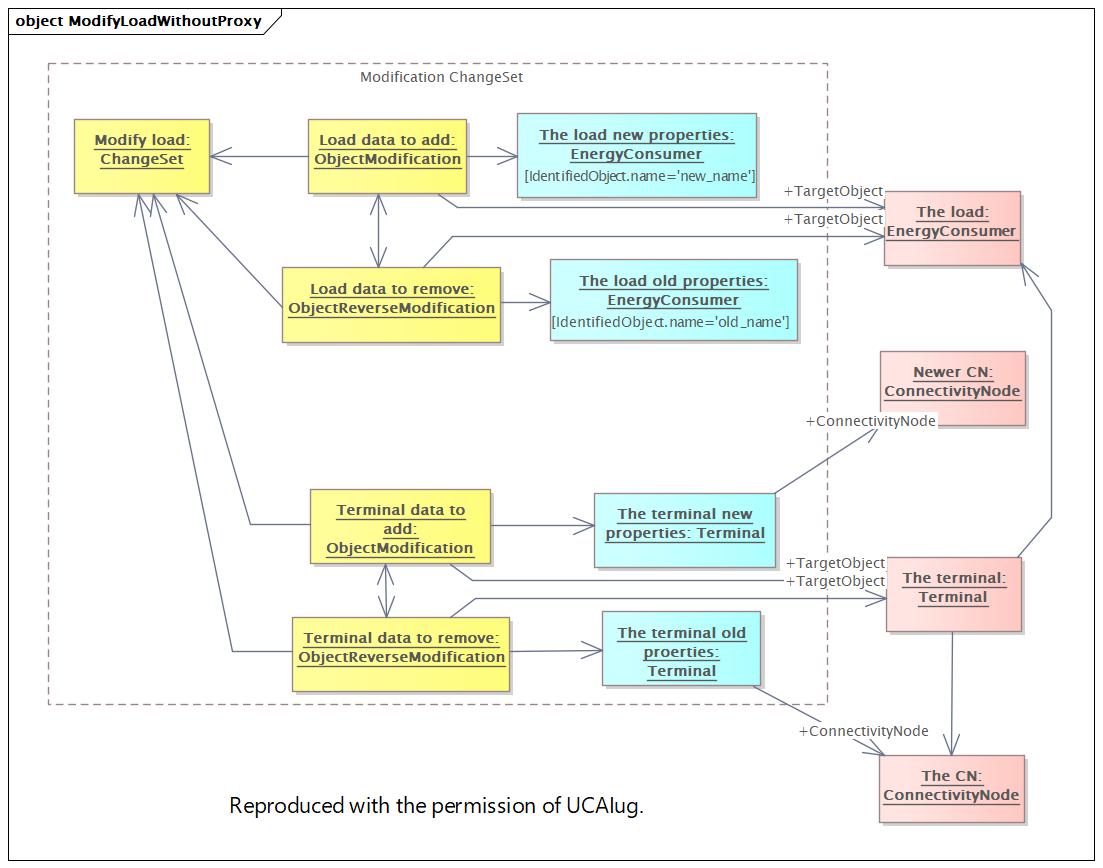 object ModifyLoadWithoutProxy
Modification ChangeSet
Modify load:
ChangeSet
Load data to add:
ObjectModification
The load new properties:
EnergyConsumer
[IdentifiedObject.name='new_name']
+TargetObject
+TargetObject
The load:
EnergyConsumer
Load data to remove:
ObjectReverseModification
The load old properties:
EnergyConsumer
[IdentifiedObject.name='old_name']
Newer CN:
ConnectivityNode
+ConnectivityNode
Terminal data to
add:
ObjectModification
The terminal new
properties: Terminal
+TargetObject
+TargetObject
The terminal:
Terminal
Terminal data to remove:
ObjectReverseModification
The terminal old
proerties:
Terminal
+ConnectivityNode
The CN:
ConnectivityNode
Reproduced with the permission of UCAIug.